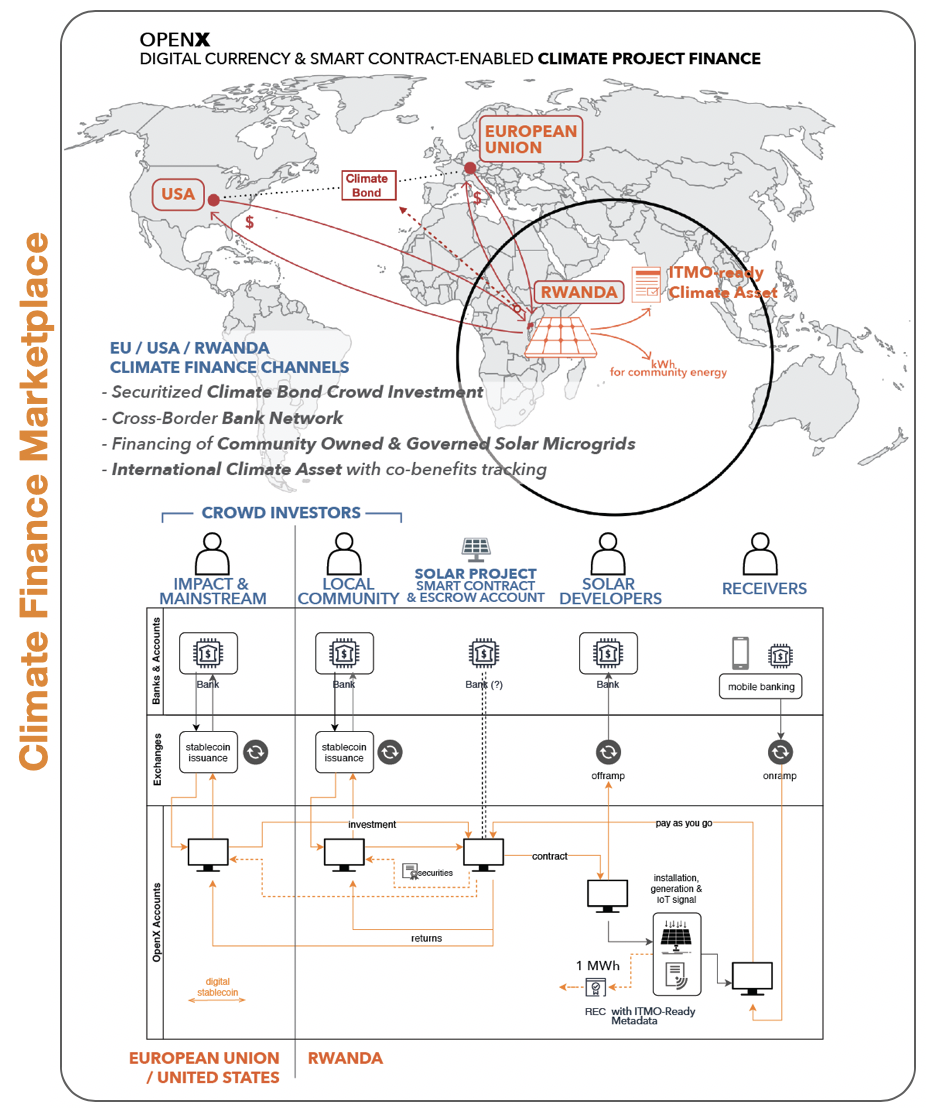 Climate Finance Marketplace
OPENX
DIGITAL CURRENCY & SMART CONTRACT-ENABLED CLIMATE PROJECT FINANCE
EUROPEAN
UNION
Climate
Bond
USA
$
$
RWANDA
ITMO-ready
Climate Asset
kWh
for community energy
EU / USA / RWANDA
CLIMATE FINANCE CHANNELS
- Securitized Climate Bond Crowd Investment
- Cross-Border Bank Network
- Financing of Community Owned & Governed Solar Microgrids
- International Climate Asset with co-benefits tracking
CROWD INVESTORS
IMPACT &
MAINSTREAM
LOCAL
COMMUNITY
SOLAR PROJECT
SMART CONTRACT
& ESCROW ACCOUNT
SOLAR
DEVELOPERS
RECEIVERS
Banks & Accounts
$
Bank
$
Bank
$
Bank (?)
$
Bank
$
mobile banking
Exchanges
stablecoin
issuance
stablecoin
issuance
offramp
onramp
OpenX Accounts
investment
pay as you go
contract
securities
installation,
generation &
IoT signal
returns
1 MWh
digital
stablecoin
REC with ITMO-Ready
Metadata
EUROPEAN UNION
/ UNITED STATES
RWANDA